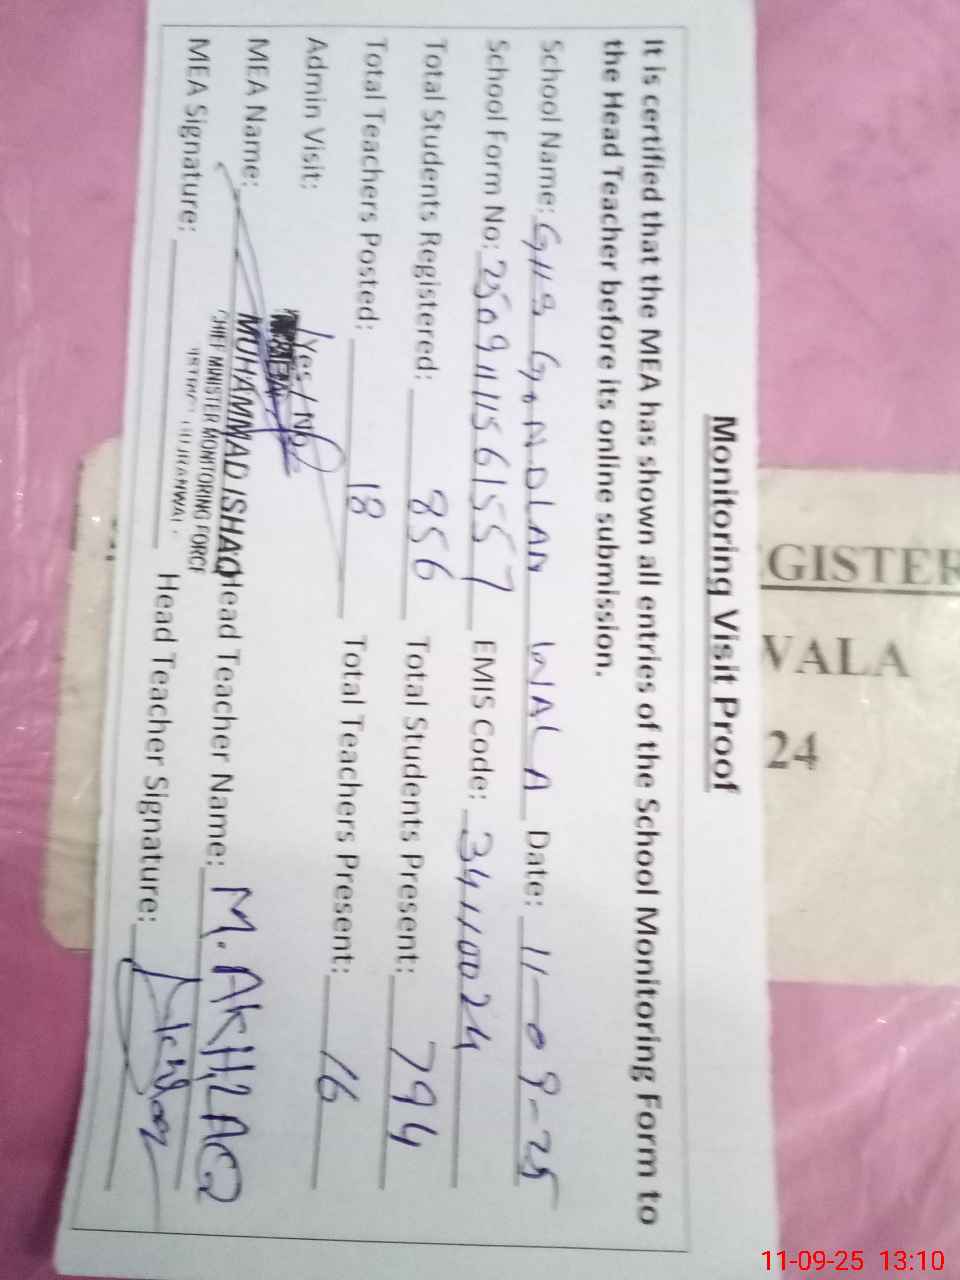 Monitoring Visit Proof
It is certified that the MEA has shown all entries of the School Monitoring Form to
the Head Teacher before its online submission.
School Name: GHS GONDLAN WALA Date: 11-09-25
School Form No: 2509111561557 EMIS Code: 34110024
Total Students Registered: 856 Total Students Present: 794
Total Teachers Posted: 18 Total Teachers Present: 16
Admin Visit: Yes / No
MEA Name: MUHAMMAD ISHAQ Head Teacher Name: M. AKHLAQ
CHIEF MINISTER MONITORING FORCE
MEA Signature: Head Teacher Signature:
GISTER
WALA
24
11-09-25 13:10